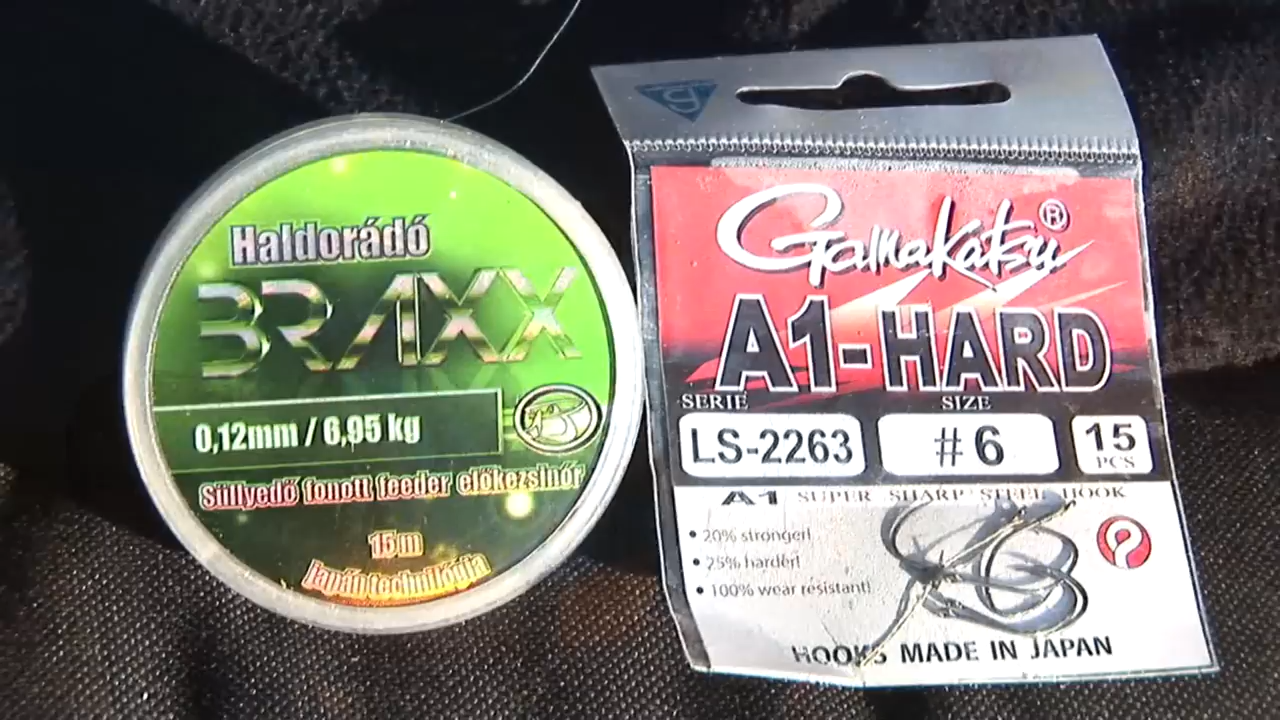 Haldorádó
BRAXX
0,12mm / 6,95 kg
Süllyedő fonott feeder előkezsinór
15 m
Japán technilógia
g
Gamakatsu®
A1-HARD
SERIE SIZE
LS-2263 #6 15 PCS
A1 SUPER SHARP STEEL HOOK
• 20% stronger!
• 25% harder!
• 100% wear resistant!
HOOKS MADE IN JAPAN